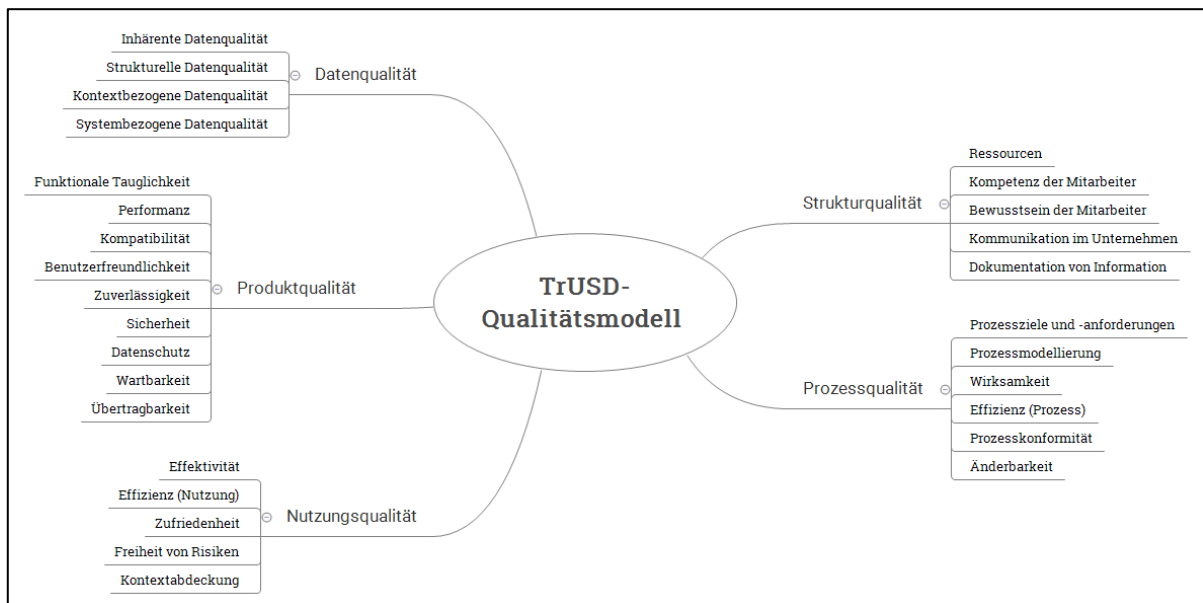 Inhärente Datenqualität
Strukturelle Datenqualität
Kontextbezogene Datenqualität
Systembezogene Datenqualität
Datenqualität
Funktionale Tauglichkeit
Performanz
Kompatibilität
Benutzerfreundlichkeit
Zuverlässigkeit
Sicherheit
Datenschutz
Wartbarkeit
Übertragbarkeit
Produktqualität
Effektivität
Effizienz (Nutzung)
Zufriedenheit
Freiheit von Risiken
Kontextabdeckung
Nutzungsqualität
TrUSD-
Qualitätsmodell
Strukturqualität
Ressourcen
Kompetenz der Mitarbeiter
Bewusstsein der Mitarbeiter
Kommunikation im Unternehmen
Dokumentation von Information
Prozessqualität
Prozessziele und -anforderungen
Prozessmodellierung
Wirksamkeit
Effizienz (Prozess)
Prozesskonformität
Änderbarkeit